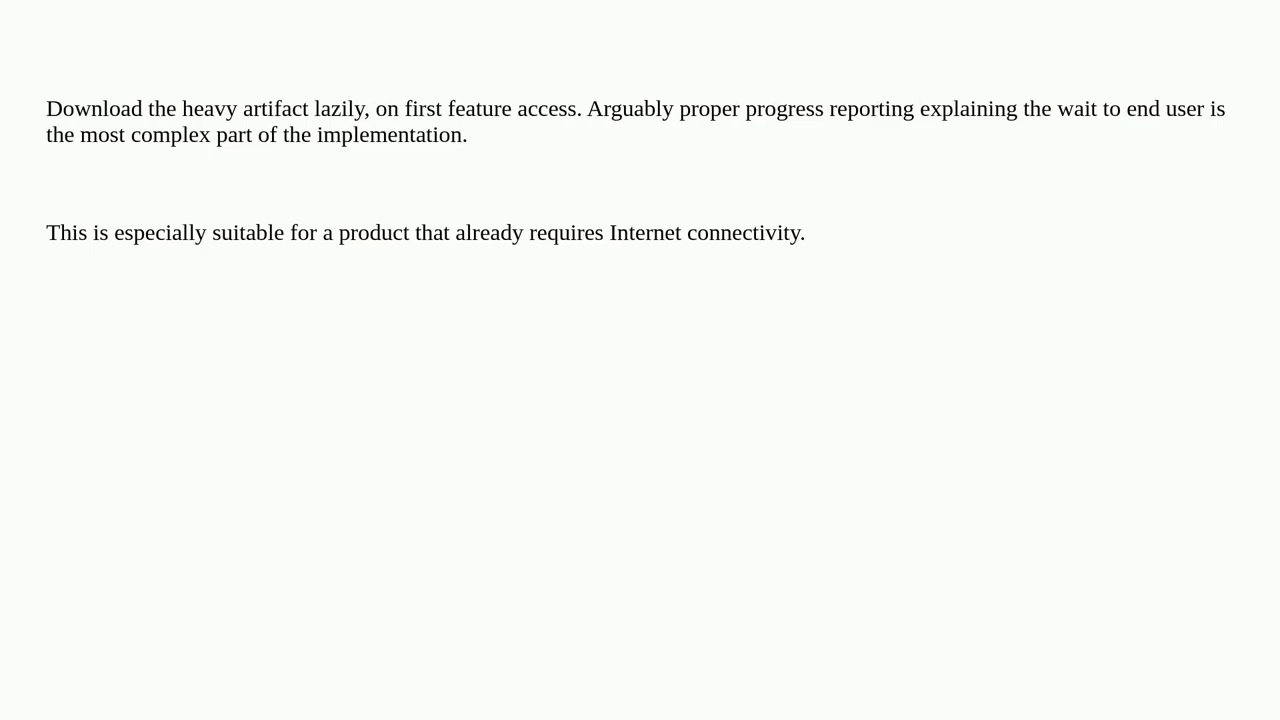 Download the heavy artifact lazily, on first feature access. Arguably proper progress reporting explaining the wait to end user is
the most complex part of the implementation.
This is especially suitable for a product that already requires Internet connectivity.